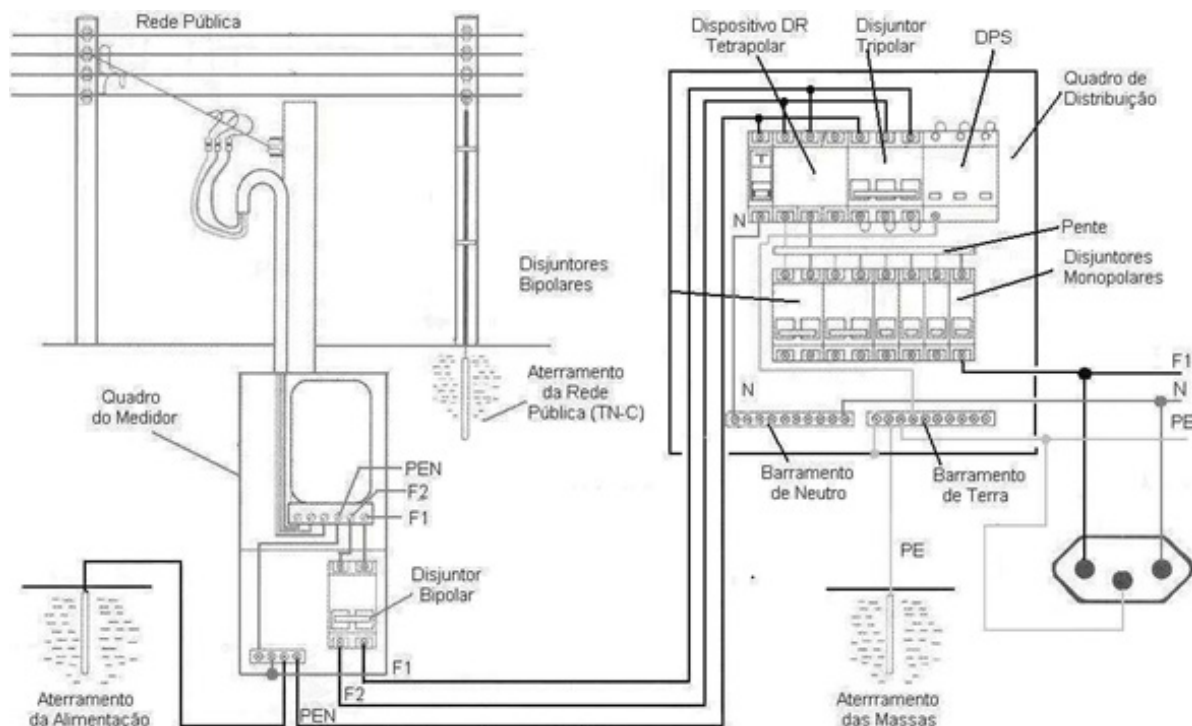 Rede Pública
Dispositivo DR
Tetrapolar
Disjuntor
Tripolar
DPS
Quadro de
Distribuição
N
Pente
Disjuntores
Monopolares
Disjuntores
Bipolares
F1
N
N
PE
Quadro
do Medidor
Aterramento
da Rede
Pública (TN-C)
PEN
F2
F1
Barramento
de Neutro
Barramento
de Terra
PE
Disjuntor
Bipolar
F1
F2
PEN
Aterramento
da Alimentação
Aterrramento
das Massas